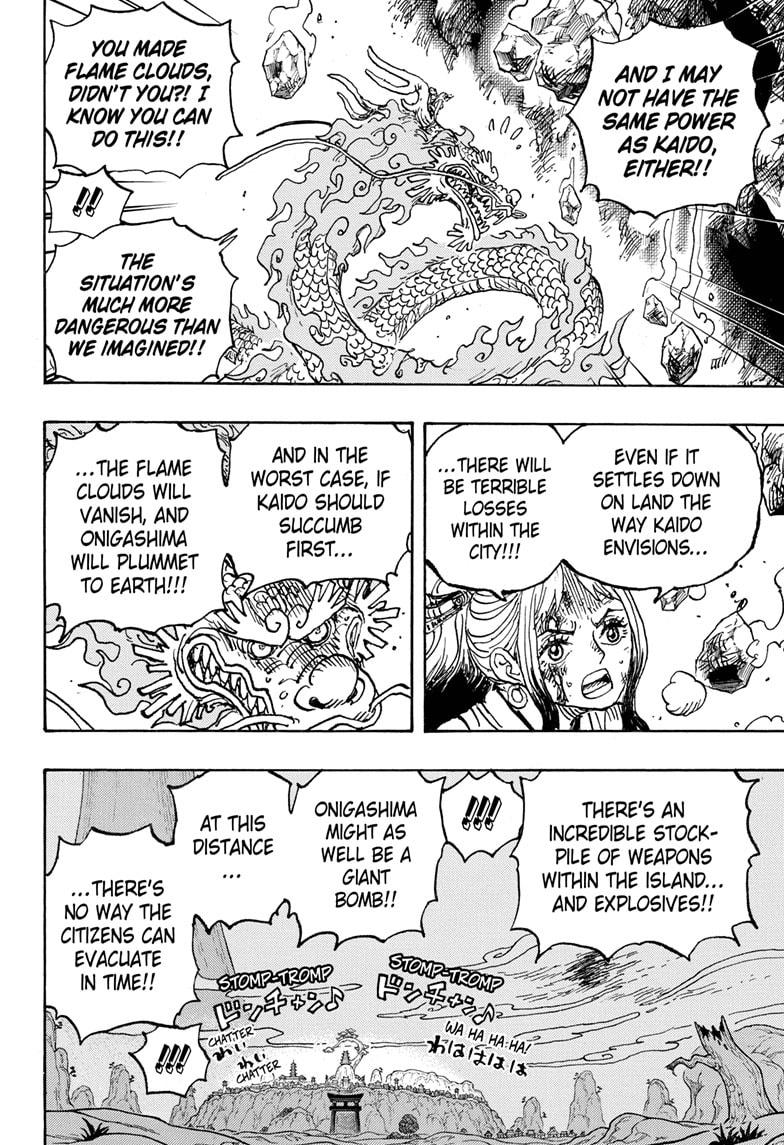 AND I MAY
NOT HAVE THE
SAME POWER
AS KAIDO,
EITHER!!
YOU MADE
FLAME CLOUDS,
DIDN'T YOU?! I
KNOW YOU CAN
DO THIS!!
!!
THE
SITUATION'S
MUCH MORE
DANGEROUS THAN
WE IMAGINED!!
EVEN IF IT
SETTLES DOWN
ON LAND THE
WAY KAIDO
ENVISIONS...
...THERE WILL
BE TERRIBLE
LOSSES
WITHIN THE
CITY!!!
AND IN THE
WORST CASE, IF
KAIDO SHOULD
SUCCUMB
FIRST...
...THE FLAME
CLOUDS WILL
VANISH, AND
ONIGASHIMA
WILL PLUMMET
TO EARTH!!!
THERE'S AN
INCREDIBLE STOCK-
PILE OF WEAPONS
WITHIN THE ISLAND...
AND EXPLOSIVES!!
!!!
ONIGASHIMA
MIGHT AS
WELL BE A
GIANT
BOMB!!
AT THIS
DISTANCE
...
...THERE'S
NO WAY THE
CITIZENS CAN
EVACUATE
IN TIME!!
!!!
STOMP-TROMP
ドンチャン♪
STOMP-TROMP
ドンチャン♪
WA HA HA HA!
わはははは
CHATTER
わい
わい
CHATTER